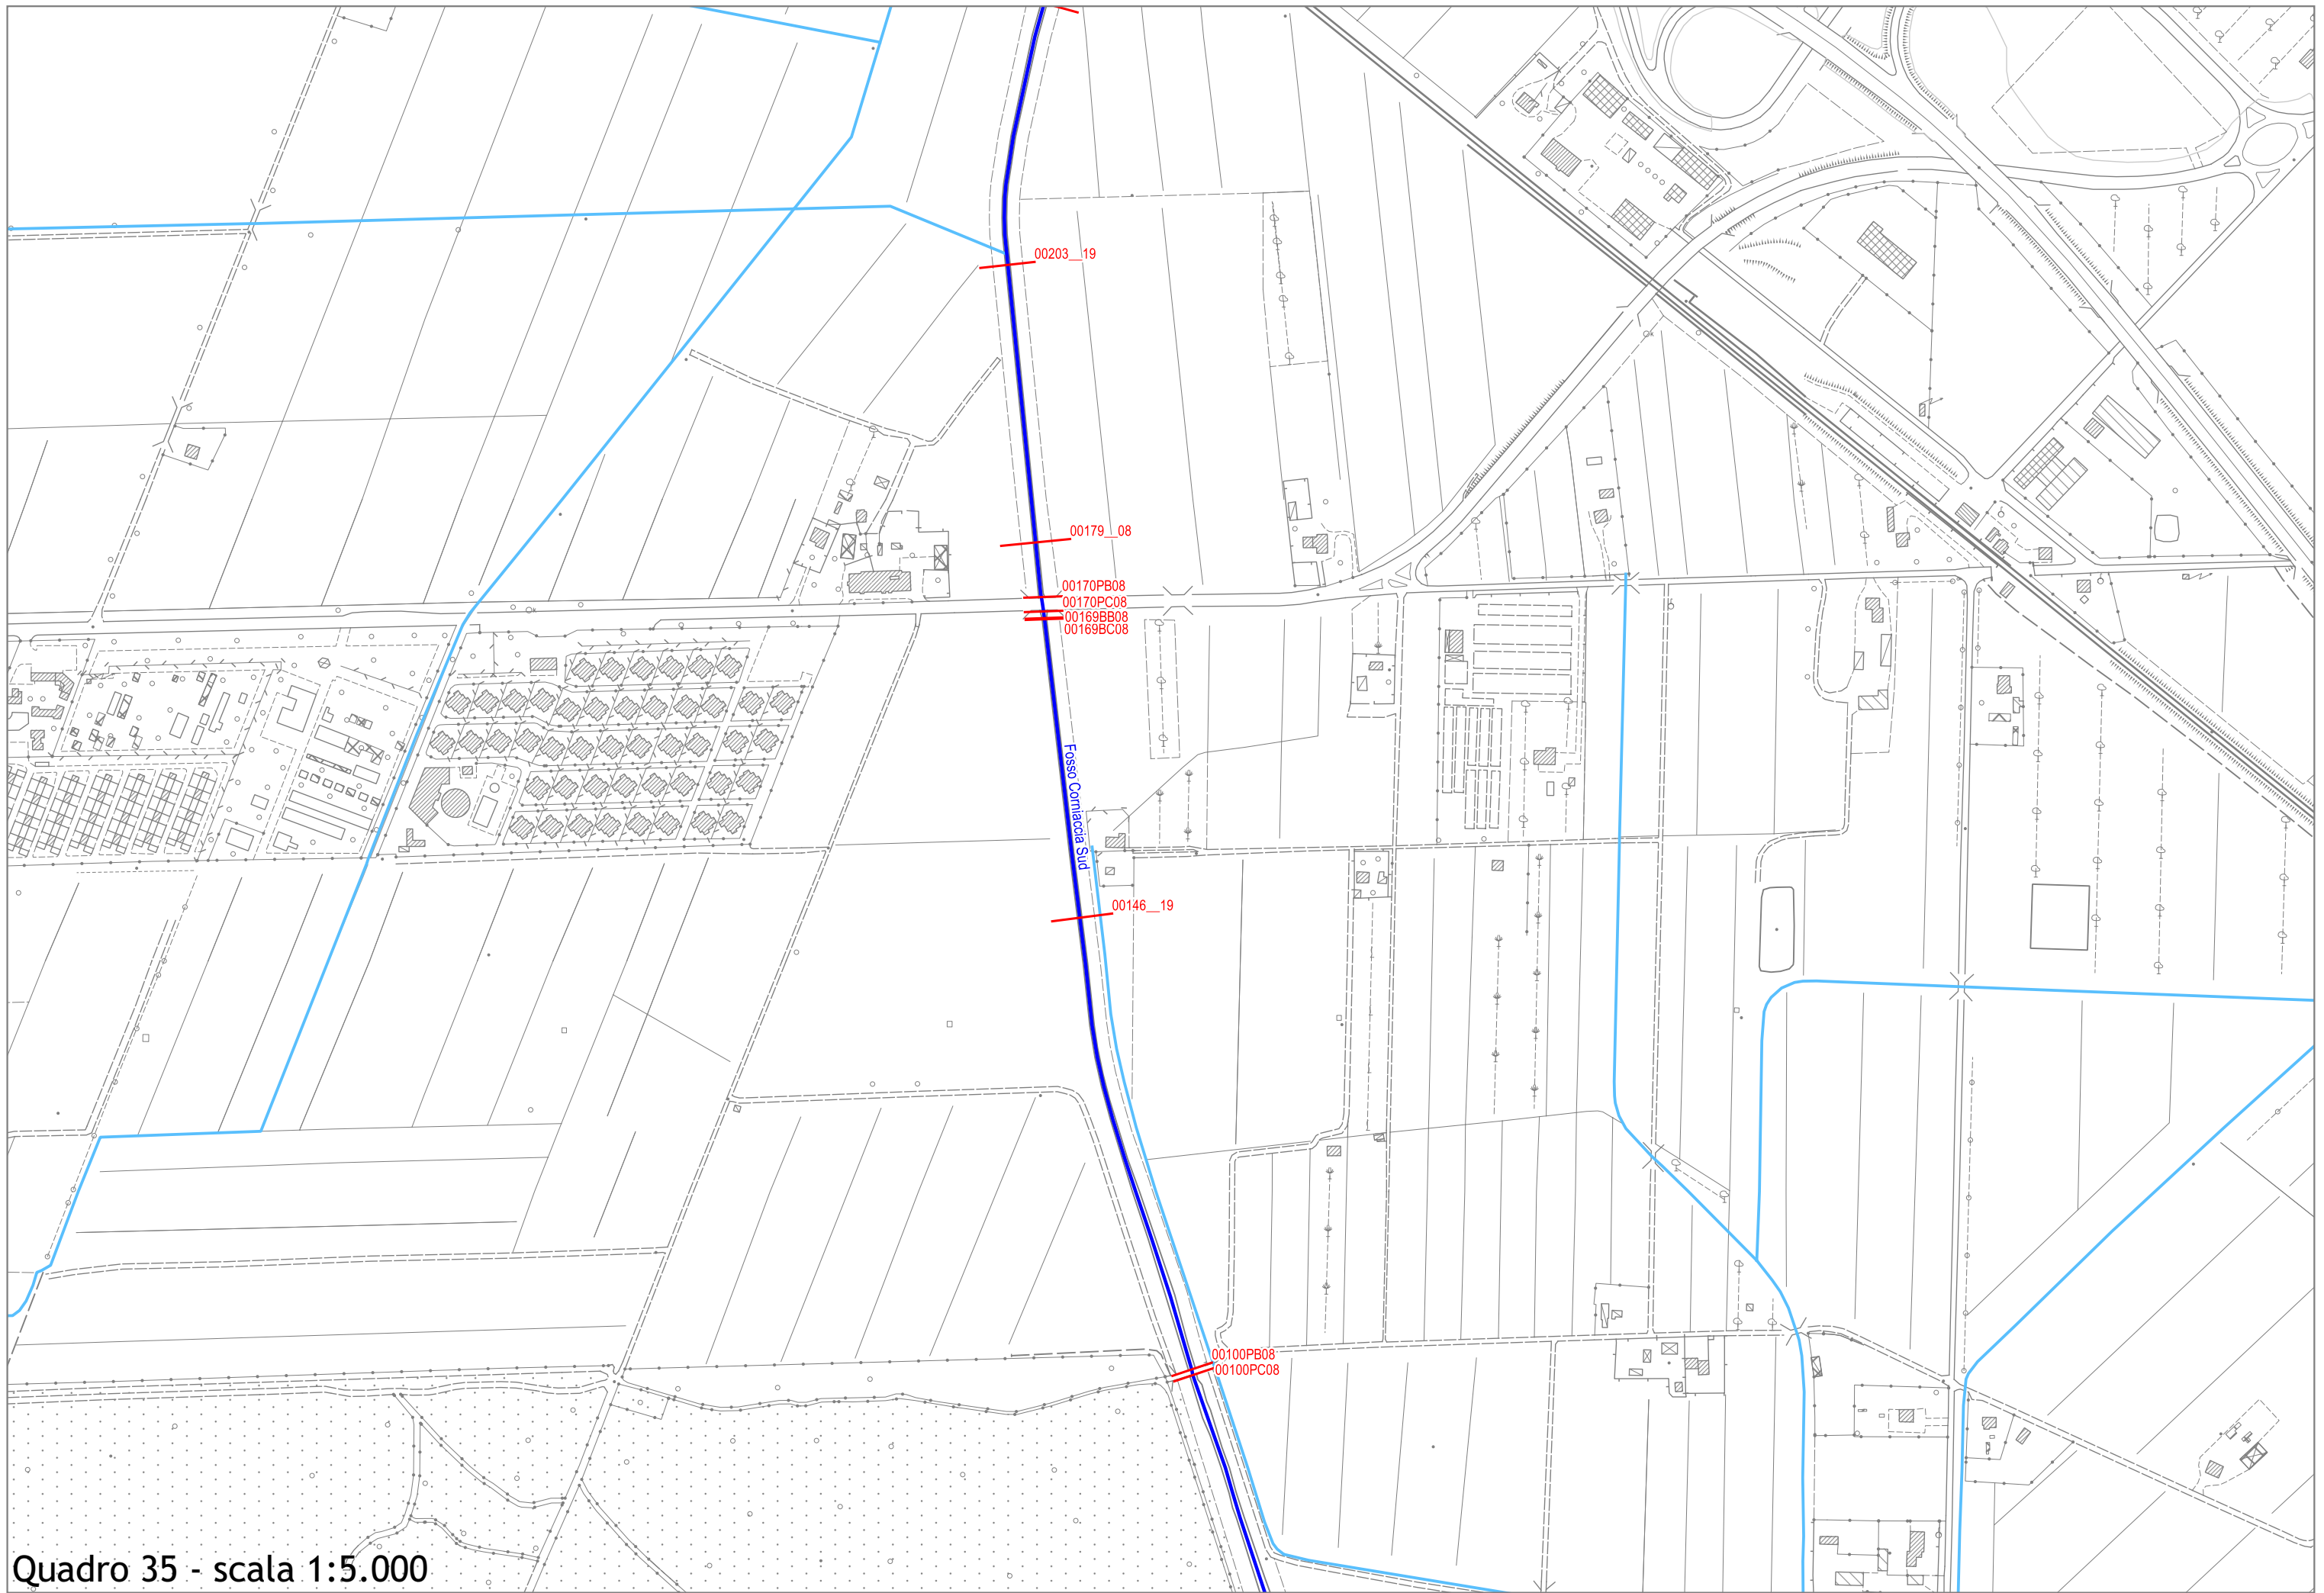 00203__19
00179__08
00170PB08
00170PC08
00169BB08
00169BC08
Fosso Corniaccia Sud
00146__19
00100PB08
00100PC08
Quadro 35 - scala 1:5.000